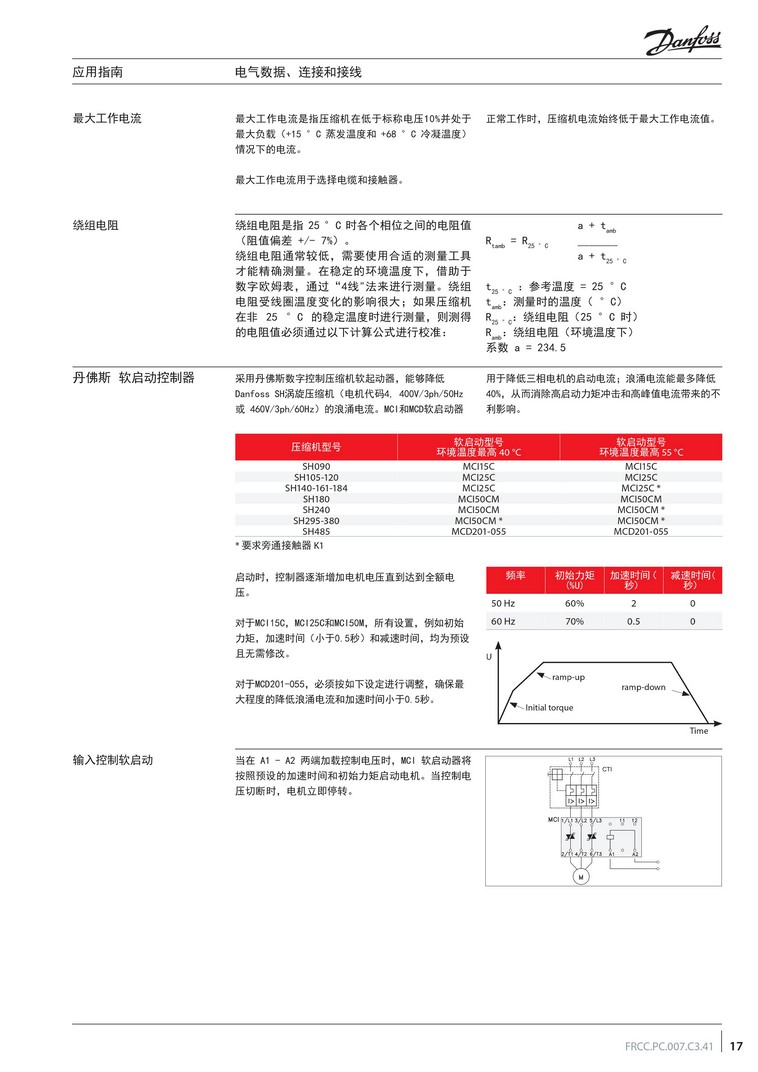 Danfoss
应用指南
电气数据、连接和接线
最大工作电流
最大工作电流是指压缩机在低于标称电压10%并处于
最大负载（+15 °C 蒸发温度和 +68 °C 冷凝温度）
情况下的电流。
最大工作电流用于选择电缆和接触器。
正常工作时，压缩机电流始终低于最大工作电流值。
绕组电阻
绕组电阻是指 25 °C 时各个相位之间的电阻值
（阻值偏差 +/- 7%）。
绕组电阻通常较低，需要使用合适的测量工具
才能精确测量。在稳定的环境温度下，借助于
数字欧姆表，通过“4线"法来进行测量。绕组
电阻受线圈温度变化的影响很大；如果压缩机
在非 25 °C 的稳定温度时进行测量，则测得
的电阻值必须通过以下计算公式进行校准：
a + tamb
Rtamb = R25 °C ______
a + t25 °C
t25 °C ：参考温度 = 25 °C
tamb：测量时的温度（ °C）
R25 °C：绕组电阻（25 °C 时）
Ramb：绕组电阻（环境温度下）
系数 a = 234.5
丹佛斯 软启动控制器
采用丹佛斯数字控制压缩机软起动器，能够降低
Danfoss SH涡旋压缩机（电机代码4, 400V/3ph/50Hz
或 460V/3ph/60Hz）的浪涌电流。MCI和MCD软启动器
用于降低三相电机的启动电流；浪涌电流能最多降低
40%，从而消除高启动力矩冲击和高峰值电流带来的不
利影响。
压缩机型号 软启动型号 环境温度最高 40 °C 软启动型号 环境温度最高 55 °C
SH090 MCI15C MCI15C
SH105-120 MCI25C MCI25C
SH140-161-184 MCI25C MCI25C *
SH180 MCI50CM MCI50CM
SH240 MCI50CM MCI50CM *
SH295-380 MCI50CM * MCI50CM *
SH485 MCD201-055 MCD201-055
* 要求旁通接触器 K1
启动时，控制器逐渐增加电机电压直到达到全额电
压。
对于MCI15C，MCI25C和MCI50M，所有设置，例如初始
力矩，加速时间（小于0.5秒）和减速时间，均为预设
且无需修改。
对于MCD201-055，必须按如下设定进行调整，确保最
大程度的降低浪涌电流和加速时间小于0.5秒。
频率 初始力矩 (%U) 加速时间（秒） 减速时间（秒）
50 Hz 60% 2 0
60 Hz 70% 0.5 0
U
ramp-up
ramp-down
Initial torque
Time
输入控制软启动
当在 A1 - A2 两端加载控制电压时，MCI 软启动器将
按照预设的加速时间和初始力矩启动电机。当控制电
压切断时，电机立即停转。
L1 L2 L3
CTI
I> I> I>
MCI 1/L1 3/L2 5/L3 11 12
2/T1 4/T2 6/T3 A1 A2
M
FRCC.PC.007.C3.41 17